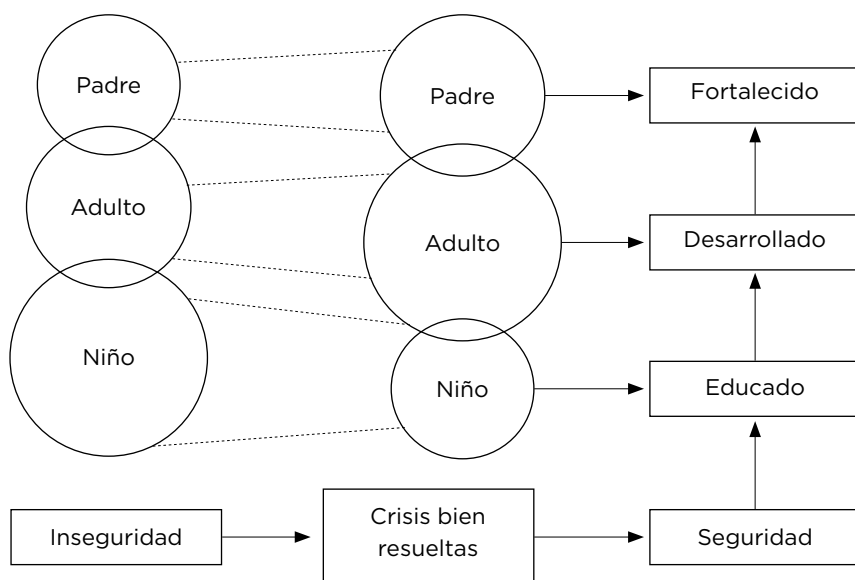 Padre
Padre
Fortalecido
Adulto
Adulto
Desarrollado
Niño
Niño
Educado
Inseguridad
Crisis bien
resueltas
Seguridad